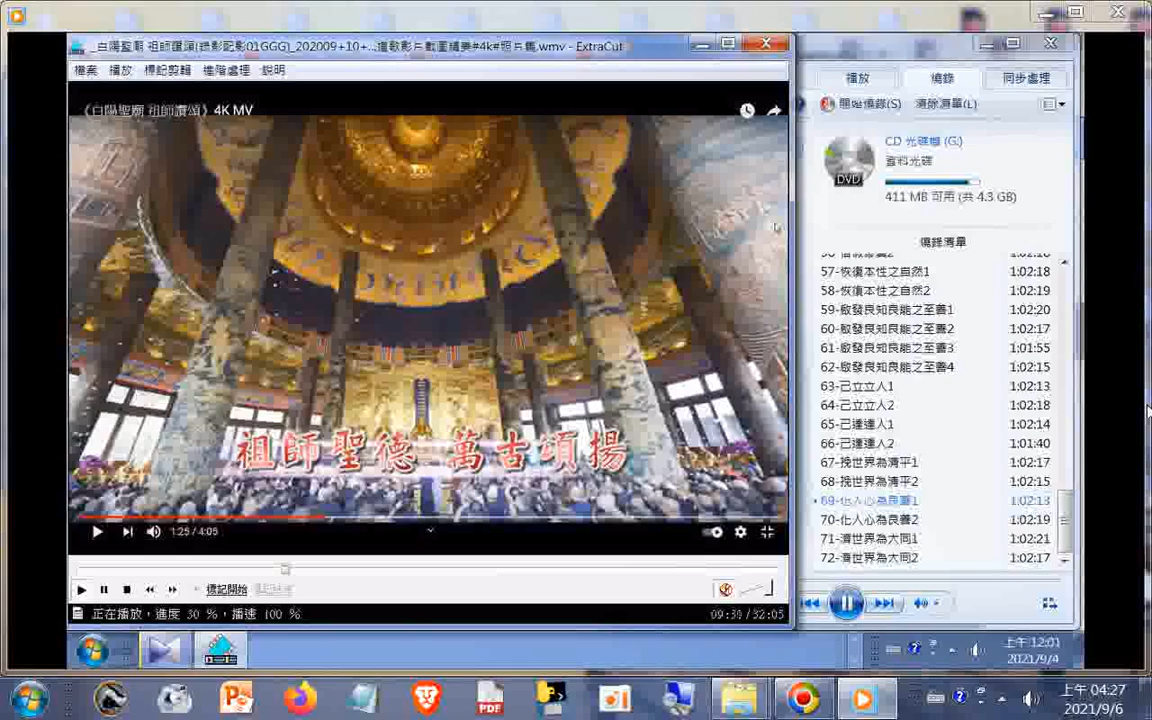 _白陽聖廟 祖師讚頌(錄影配影01GGG)_202009+10+...道歌影片截圖精萃#4k#照片集.wmv - ExtraCut
檔案 播放 標記剪輯 進階處理 說明
《白陽聖廟 祖師讚頌》4K MV
祖師聖德 萬古頌揚
1:25 / 4:05
標記開始
正在播放，進度 30 %，播速 100 %
09:30 / 32:05
播放 燒錄 同步處理
開始燒錄(S) 清除清單(L)
CD 光碟機 (G:)
資料光碟
DVD
411 MB 可用 (共 4.3 GB)
燒錄清單
57-恢復本性之自然1 1:02:18
58-恢復本性之自然2 1:02:19
59-啟發良知良能之至善1 1:02:20
60-啟發良知良能之至善2 1:02:17
61-啟發良知良能之至善3 1:01:55
62-啟發良知良能之至善4 1:02:15
63-己立立人1 1:02:13
64-己立立人2 1:02:18
65-己達達人1 1:02:14
66-己達達人2 1:01:40
67-挽世界為清平1 1:02:17
68-挽世界為清平2 1:02:15
69-化人心為良善1 1:02:13
70-化人心為良善2 1:02:19
71-濟世界為大同1 1:02:21
72-濟世界為大同2 1:02:17
上午 12:01
2021/9/4
PDF
上午 04:27
2021/9/6